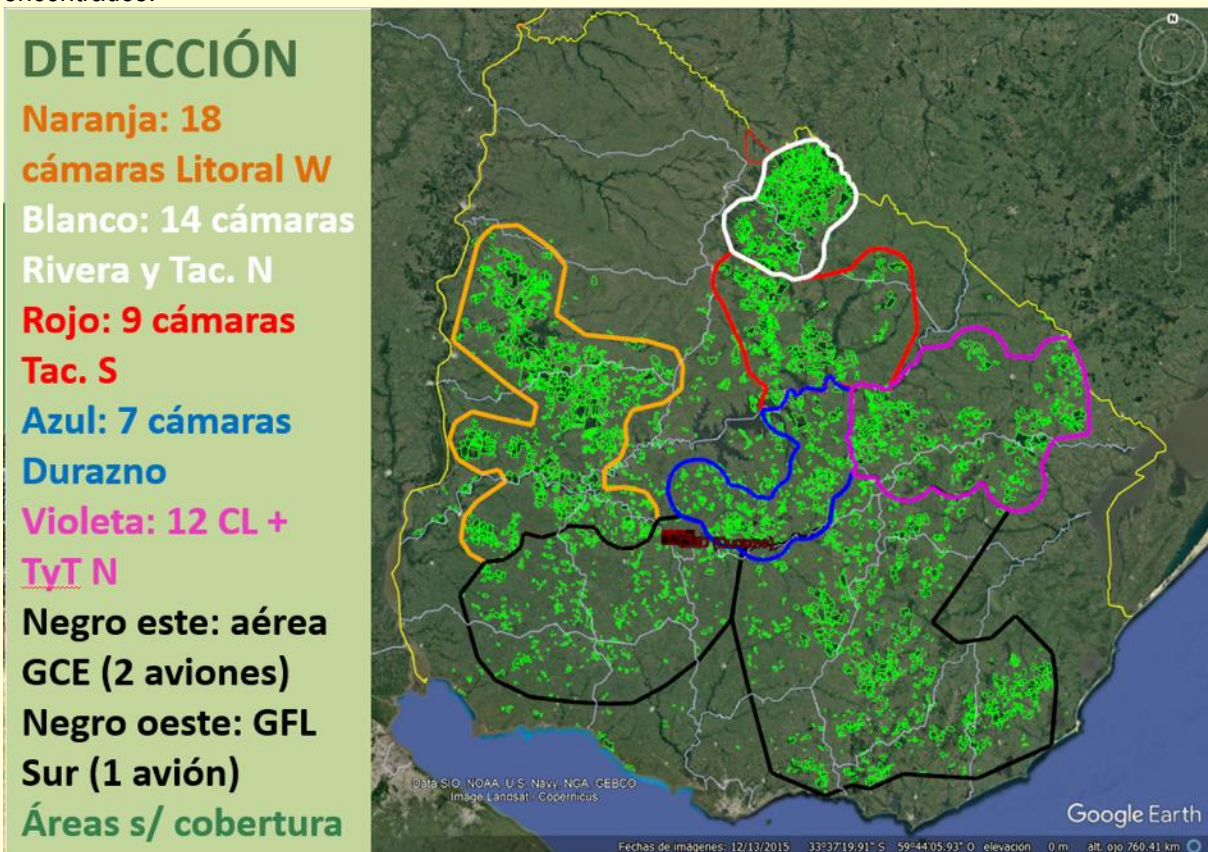 encontrados.
DETECCIÓN
Naranja: 18
cámaras Litoral W
Blanco: 14 cámaras
Rivera y Tac. N
Rojo: 9 cámaras
Tac. S
Azul: 7 cámaras
Durazno
Violeta: 12 CL +
TyT N
Negro este: aérea
GCE (2 aviones)
Negro oeste: GFL
Sur (1 avión)
Áreas s/ cobertura
N
Data SIO, NOAA, U.S. Navy, NGA, GEBCO
Image Landsat - Copernicus
Google Earth
Fechas de imágenes: 12/13/2015 33°37'19.91" S 59°44'05.93" O elevación 0 m alt. ojo 760.41 km